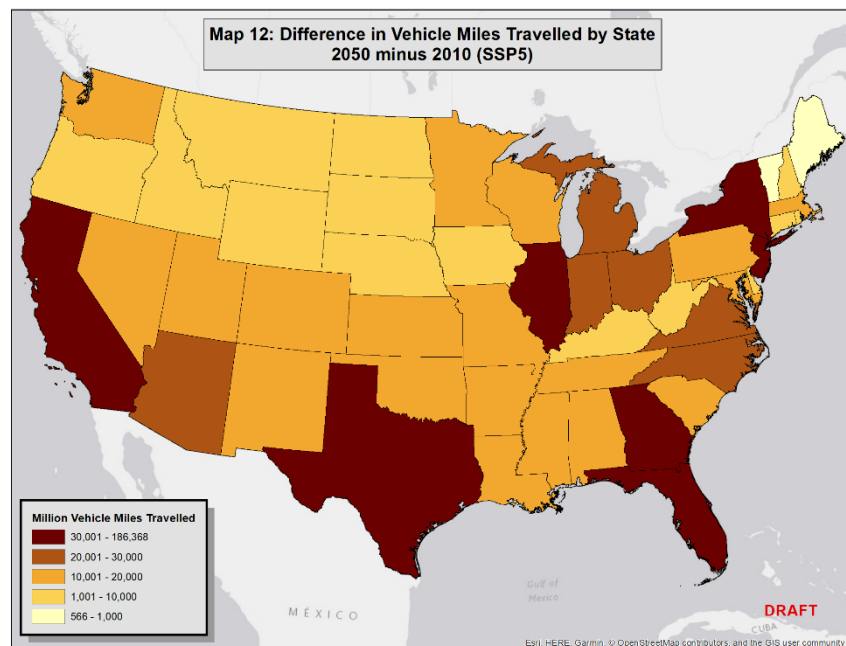 Map 12: Difference in Vehicle Miles Travelled by State
2050 minus 2010 (SSP5)
Million Vehicle Miles Travelled
30,001 - 186,368
20,001 - 30,000
10,001 - 20,000
1,001 - 10,000
566 - 1,000
MÉXICO
Gulf of
Mexico
DRAFT
CUBA
Esri, HERE, Garmin, © OpenStreetMap contributors, and the GIS user community